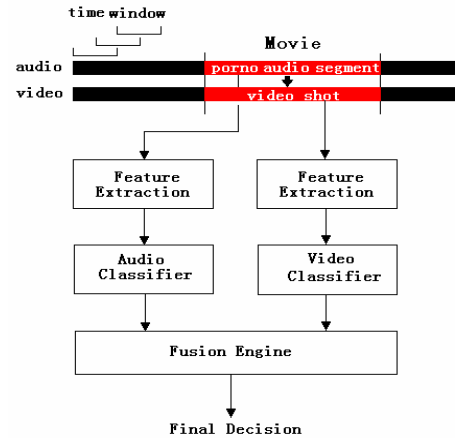 time window
Movie
audio porno audio segment
video video shot
Feature Extraction
Feature Extraction
Audio Classifier
Video Classifier
Fusion Engine
Final Decision